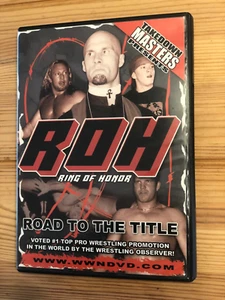 TAKEDOWN
MASTERS
PRESENTS
ROH
RING OF HONOR
ROAD TO THE TITLE
VOTED #1 TOP PRO WRESTLING PROMOTION
IN THE WORLD BY THE WRESTLING OBSERVER!
WWW.WWNDVD.COM